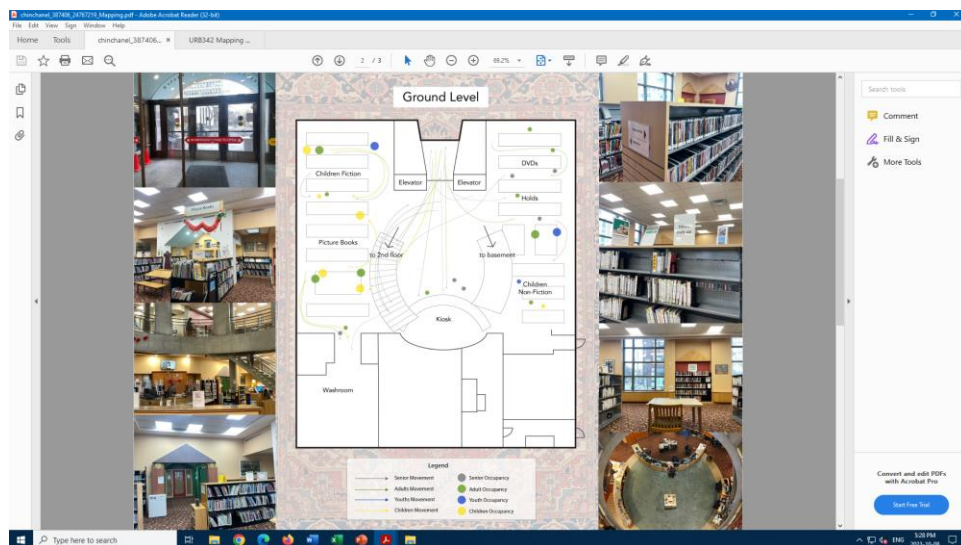 chinchanel_387406_24767219_Mapping.pdf - Adobe Acrobat Reader (32-bit)
File Edit View Sign Window Help
Home Tools chinchanel_387406... × URB342 Mapping ...
2 / 3 69.2%
Search tools
Comment
Fill & Sign
More Tools
Ground Level
Elevator Elevator
DVDs
Children Fiction
Holds
Picture Books
to 2nd floor to basement
Children
Non-Fiction
Kiosk
Washroom
Legend
Senior Movement Senior Occupancy
Adults Movement Adult Occupancy
Youths Movement Youth Occupancy
Children Movement Children Occupancy
Picture Books
Convert and edit PDFs
with Acrobat Pro
Start Free Trial
Type here to search
ENG 5:28 PM